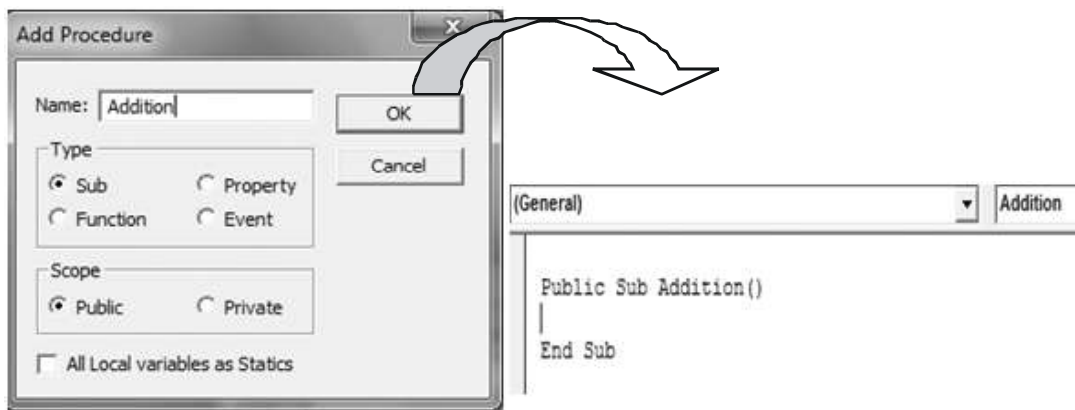 Add Procedure
X
Name: Addition
OK
Cancel
Type
Sub
Property
Function
Event
Scope
Public
Private
All Local variables as Statics
(General)
Addition
Public Sub Addition()
End Sub